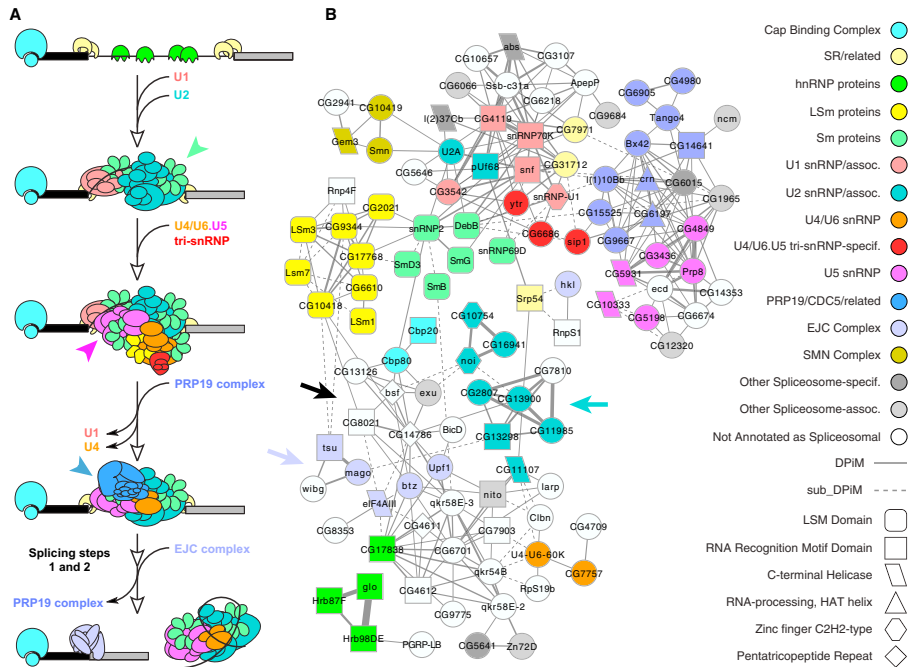 A
U1
U2
U4/U6.U5
tri-snRNP
PRP19 complex
U1
U4
Splicing steps
1 and 2
EJC complex
PRP19 complex
B
abs
CG10657
CG3107
CG6066
Ssb-c31a
ApepP
CG6905
CG4980
CG2941
CG10419
CG6218
CG9684
Tango4
ncm
l(2)37Cb
CG4119
snRNP70K
CG7971
Bx42
CG14641
Gem3
Smn
U2A
pUf68
snf
CG31712
l(1)10Bb
crn
CG6015
CG5646
CG3542
snRNP-U1
CG1965
Rnp4F
ytr
CG15525
CG6197
CG2021
LSm3
CG9344
snRNP2
DebB
CG6686
sip1
CG9667
CG4849
CG3436
CG17768
SmD3
SmG
snRNP69D
CG5931
Prp8
Lsm7
CG6610
SmB
hkl
ecd
CG14353
CG10418
LSm1
Srp54
CG10333
CG5198
CG6674
CG10754
RnpS1
CG12320
Cbp20
CG16941
Cbp80
noi
CG13126
CG7810
bsf
exu
CG2807
CG13900
CG8021
CG14786
BicD
CG13298
CG11985
tsu
mago
Upf1
CG11107
wibg
btz
nito
larp
eIF4AIII
qkr58E-3
CG8353
CG4611
CG7903
Clbn
CG4709
CG17838
CG6701
U4-U6-60K
CG7757
glo
CG4612
qkr54B
RpS19b
Hrb87F
CG9775
qkr58E-2
Hrb98DE
PGRP-LB
CG5641
Zn72D
Cap Binding Complex
SR/related
hnRNP proteins
LSm proteins
Sm proteins
U1 snRNP/assoc.
U2 snRNP/assoc.
U4/U6 snRNP
U4/U6.U5 tri-snRNP-specif.
U5 snRNP
PRP19/CDC5/related
EJC Complex
SMN Complex
Other Spliceosome-specif.
Other Spliceosome-assoc.
Not Annotated as Spliceosomal
DPiM
sub_DPiM
LSM Domain
RNA Recognition Motif Domain
C-terminal Helicase
RNA-processing, HAT helix
Zinc finger C2H2-type
Pentatricopeptide Repeat